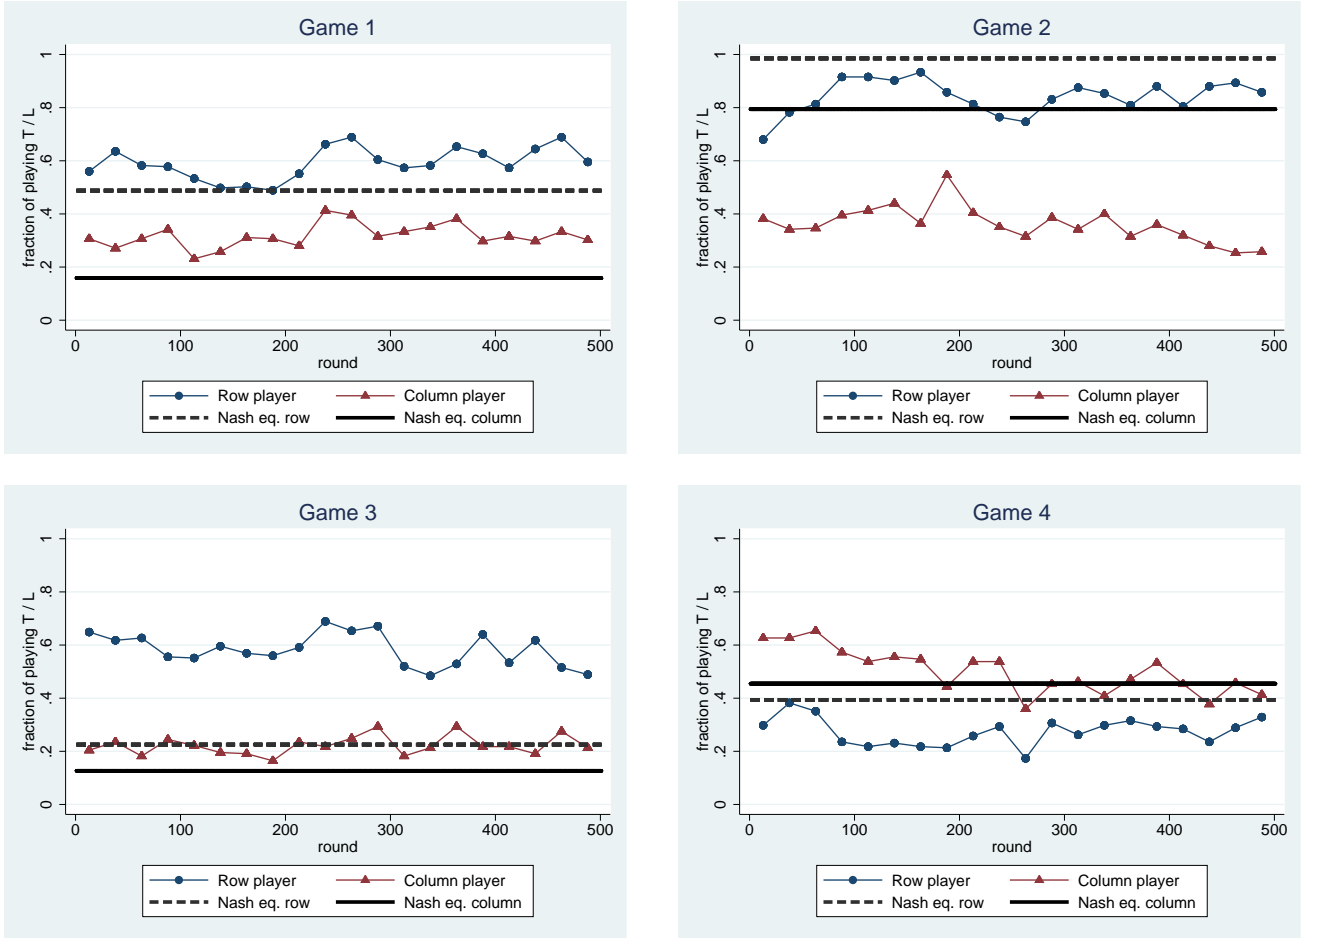 Game 1
fraction of playing T / L
1
.8
.6
.4
.2
0
0 100 200 300 400 500
round
Row player Column player
Nash eq. row Nash eq. column
Game 2
fraction of playing T / L
1
.8
.6
.4
.2
0
0 100 200 300 400 500
round
Row player Column player
Nash eq. row Nash eq. column
Game 3
fraction of playing T / L
1
.8
.6
.4
.2
0
0 100 200 300 400 500
round
Row player Column player
Nash eq. row Nash eq. column
Game 4
fraction of playing T / L
1
.8
.6
.4
.2
0
0 100 200 300 400 500
round
Row player Column player
Nash eq. row Nash eq. column